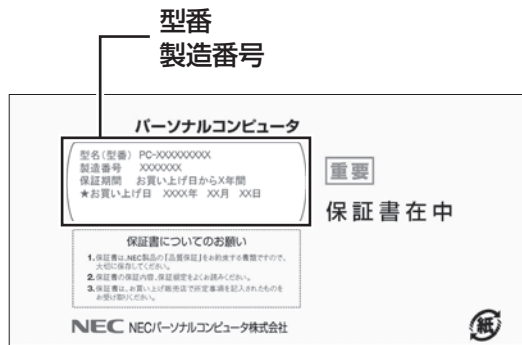 型番
製造番号
パーソナルコンピュータ
型名(型番) PC-XXXXXXXXX
製造番号 XXXXXXX
保証期間 お買い上げ日からX年間
★お買い上げ日 XXXX年 XX月 XX日
重要
保証書在中
保証書についてのお願い
1.保証書は、NEC製品の「品質保証」をお約束する書類ですので、
大切に保存してください。
2.保証書の保証内容、保証規定をよくお読みください。
3.保証書は、お買い上げ販売店で所定事項を記入されたものを
お受け取りください。
NEC NECパーソナルコンピュータ株式会社
紙